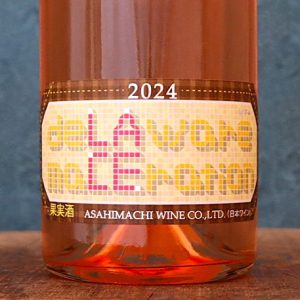 2024
deLAware
maCEraTion
果実酒
ASAHIMACHI WINE CO.,LTD. (日本ワイン)